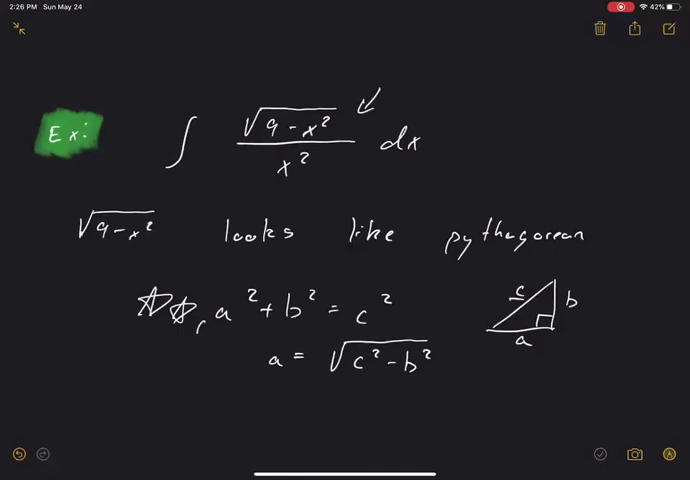 2:26 PM Sun May 24 42%
Ex: ∫ √(9-x²) / x² dx
√(9-x²) looks like pythagorean
a² + b² = c²
c b
a
a = √(c² - b²)